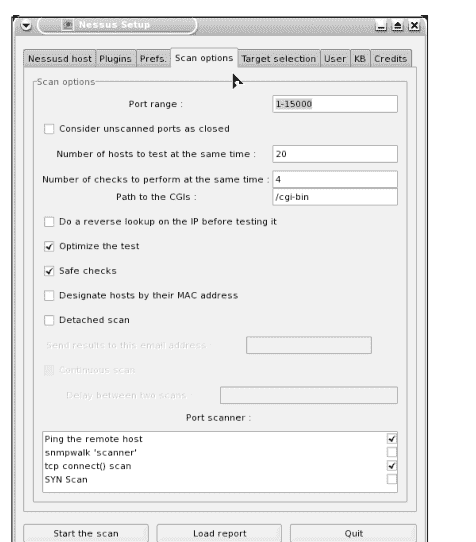 Nessus Setup
Nessusd host Plugins Prefs. Scan options Target selection User KB Credits
Scan options
Port range : 1-15000
Consider unscanned ports as closed
Number of hosts to test at the same time : 20
Number of checks to perform at the same time : 4
Path to the CGIs : /cgi-bin
Do a reverse lookup on the IP before testing it
Optimize the test
Safe checks
Designate hosts by their MAC address
Detached scan
Send results to this email address
Continuous scan
Delay between two scans :
Port scanner :
Ping the remote host
snmpwalk 'scanner'
tcp connect() scan
SYN Scan
Start the scan Load report Quit